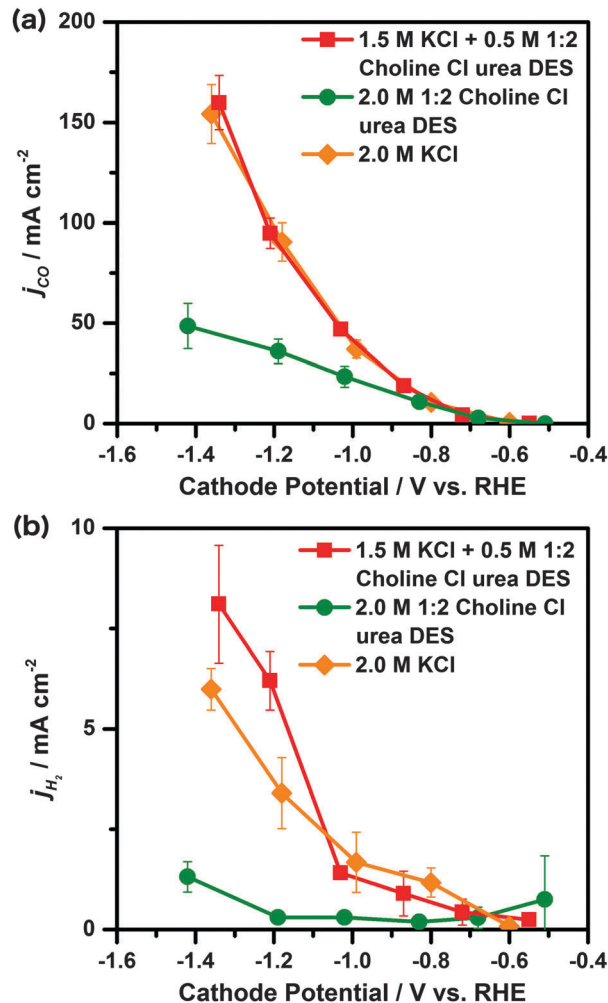 (a)
200
150
100
50
0
j_CO / mA cm⁻²
1.5 M KCl + 0.5 M 1:2
Choline Cl urea DES
2.0 M 1:2 Choline Cl
urea DES
2.0 M KCl
-1.6 -1.4 -1.2 -1.0 -0.8 -0.6 -0.4
Cathode Potential / V vs. RHE
(b)
10
5
0
j_H₂ / mA cm⁻²
1.5 M KCl + 0.5 M 1:2
Choline Cl urea DES
2.0 M 1:2 Choline Cl
urea DES
2.0 M KCl
-1.6 -1.4 -1.2 -1.0 -0.8 -0.6 -0.4
Cathode Potential / V vs. RHE